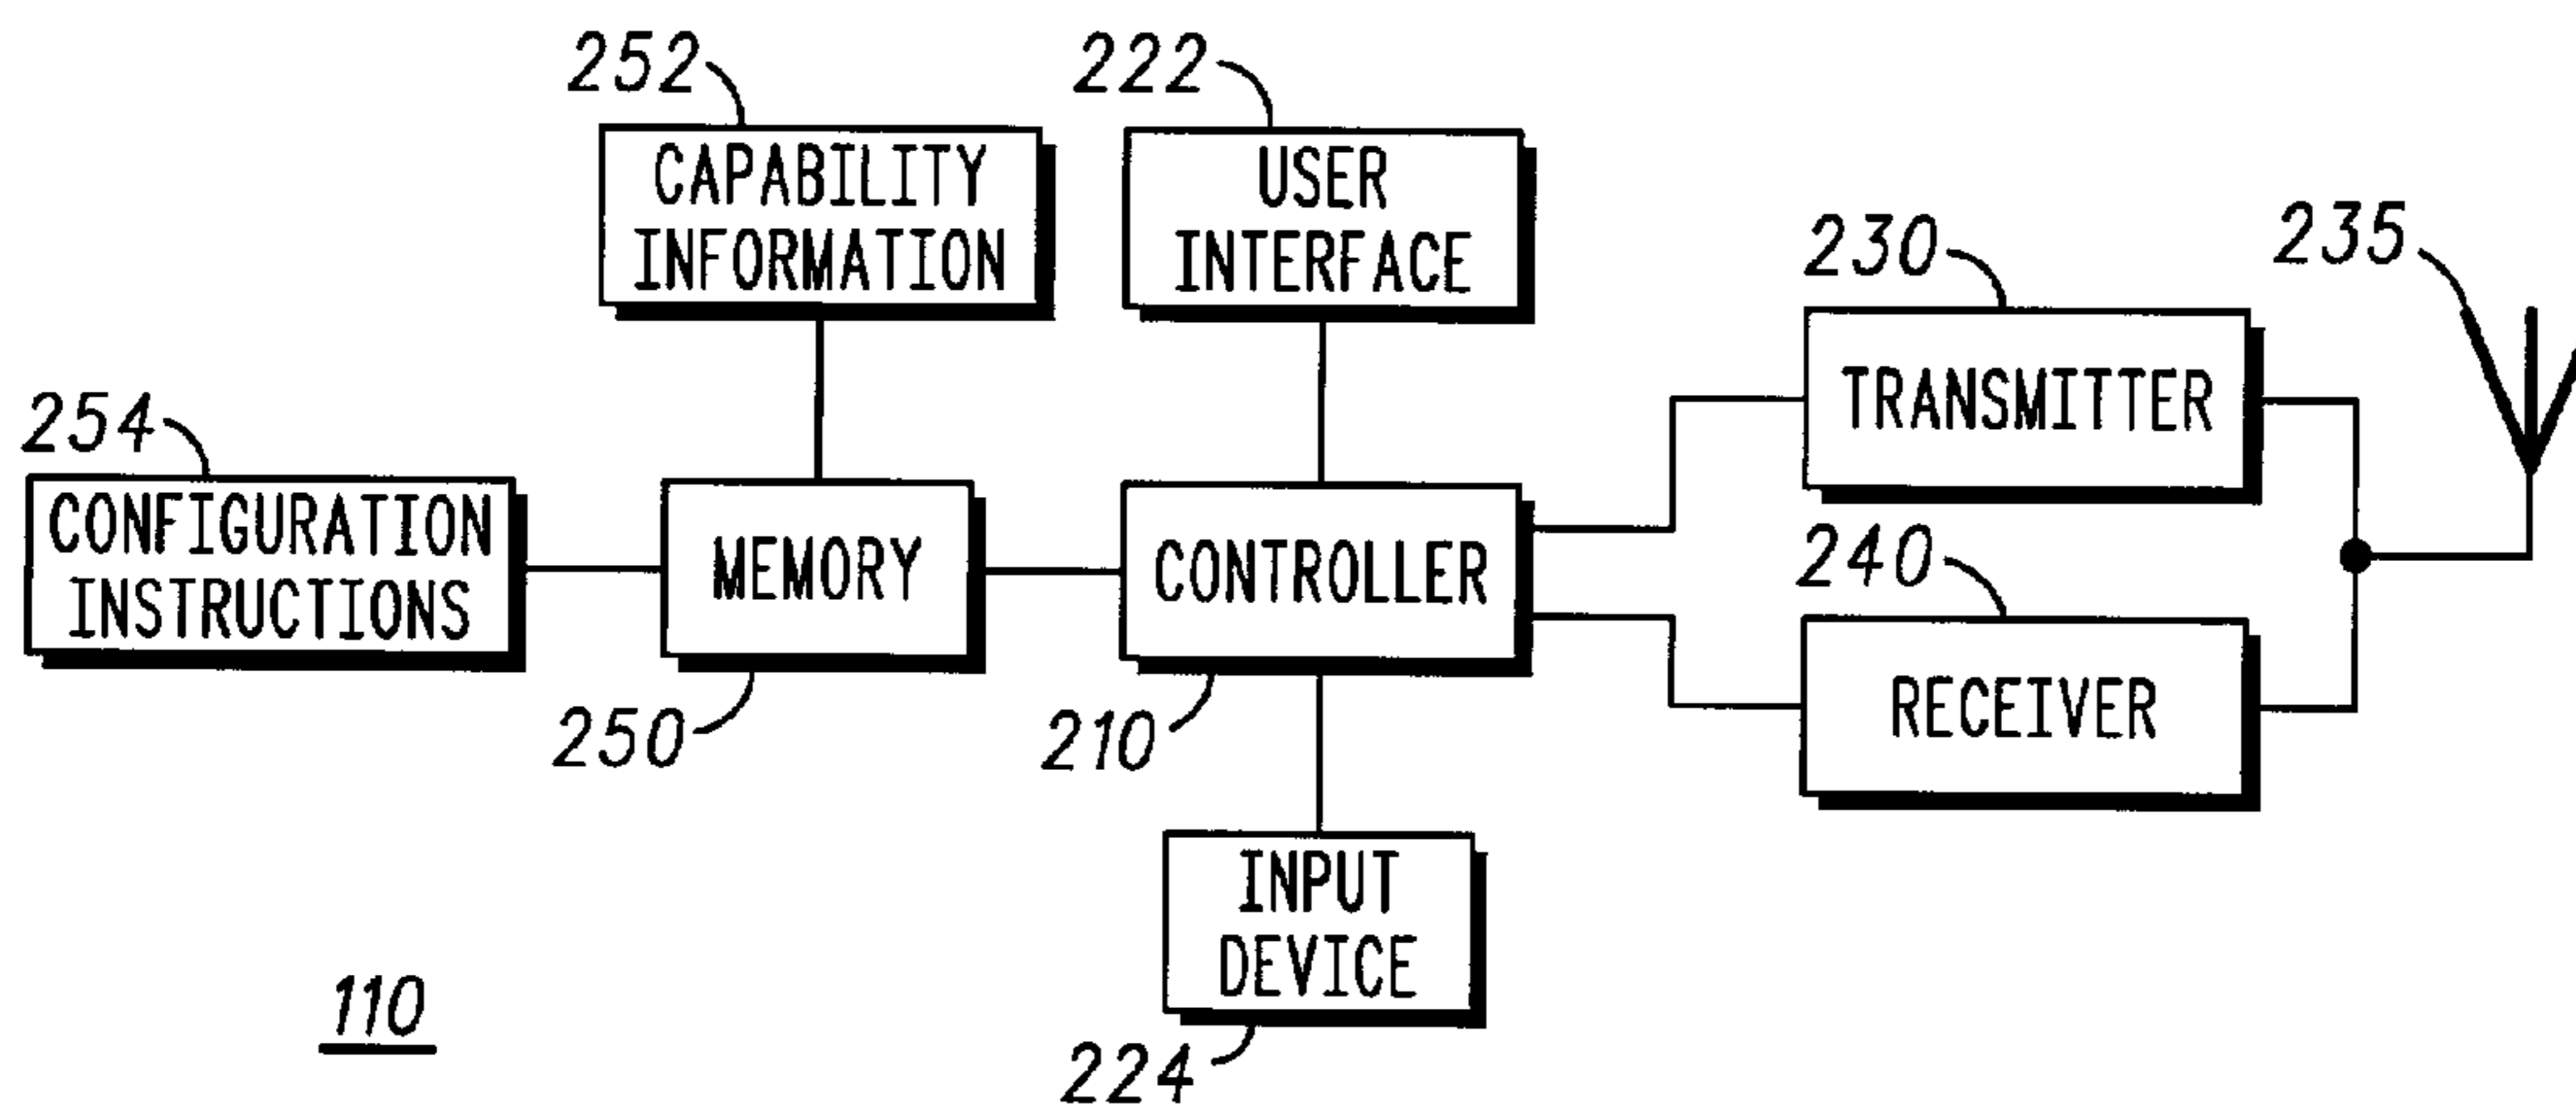 252
222
CAPABILITY
INFORMATION
USER
INTERFACE
230
235
TRANSMITTER
254
CONFIGURATION
INSTRUCTIONS
MEMORY
CONTROLLER
240
RECEIVER
250
210
INPUT
DEVICE
224
110